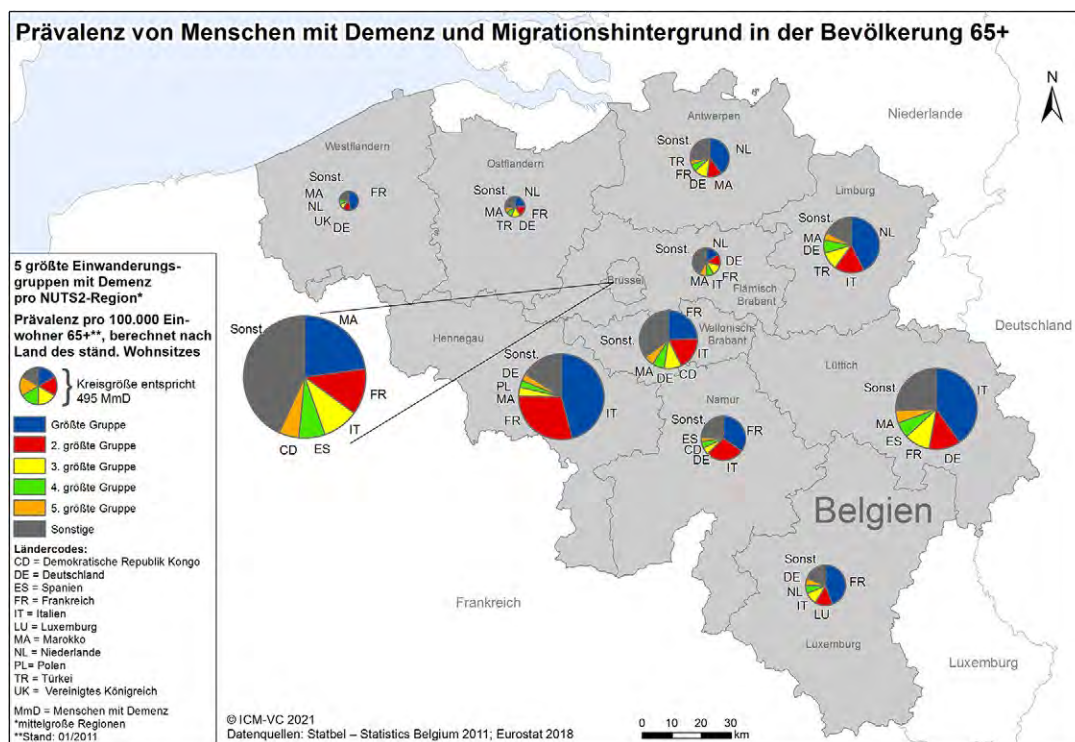 Prävalenz von Menschen mit Demenz und Migrationshintergrund in der Bevölkerung 65+
N
Niederlande
Antwerpen
Sonst.
NL
TR
FR
DE
MA
Westflandern
MA
Sonst.
FR
NL
UK
DE
Ostflandern
Sonst.
NL
MA
FR
TR
DE
Limburg
Sonst.
NL
MA
DE
TR
IT
Sonst.
NL
DE
FR
IT
MA
Flämisch
Brabant
Brüssel
Sonst.
MA
FR
IT
ES
CD
Hennegau
Sonst.
DE
PL
MA
FR
IT
Sonst.
FR
Wallonisch-
Brabant
IT
CD
DE
MA
Deutschland
Lüttich
Sonst.
IT
MA
ES
FR
DE
Namur
Sonst.
FR
ES
CD
DE
IT
Belgien
Sonst.
DE
FR
NL
IT
LU
Luxemburg
Frankreich
Luxemburg
5 größte Einwanderungs-
gruppen mit Demenz
pro NUTS2-Region*
Prävalenz pro 100.000 Ein-
wohner 65+**, berechnet nach
Land des ständ. Wohnsitzes
Kreisgröße entspricht
495 MmD
Größte Gruppe
2. größte Gruppe
3. größte Gruppe
4. größte Gruppe
5. größte Gruppe
Sonstige
Ländercodes:
CD = Demokratische Republik Kongo
DE = Deutschland
ES = Spanien
FR = Frankreich
IT = Italien
LU = Luxemburg
MA = Marokko
NL = Niederlande
PL= Polen
TR = Türkei
UK = Vereinigtes Königreich
MmD = Menschen mit Demenz
*mittelgroße Regionen
**Stand: 01/2011
© ICM-VC 2021
Datenquellen: Statbel – Statistics Belgium 2011; Eurostat 2018
0 10 20 30
km